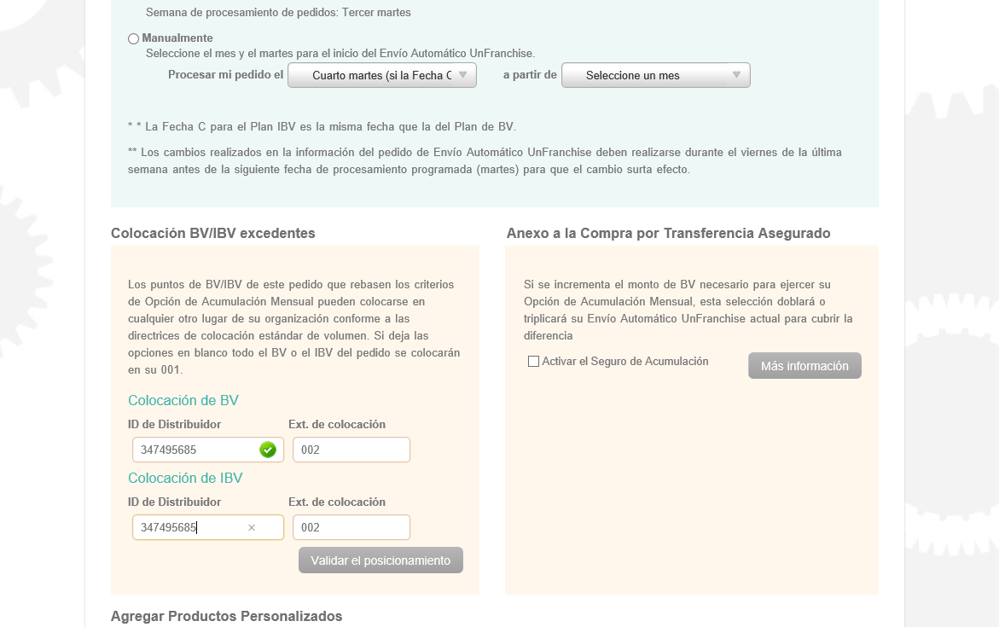 Semana de procesamiento de pedidos: Tercer martes
Manualmente
Seleccione el mes y el martes para el inicio del Envío Automático UnFranchise.
Procesar mi pedido el Cuarto martes (si la Fecha C a partir de Seleccione un mes
* * La Fecha C para el Plan IBV es la misma fecha que la del Plan de BV.
** Los cambios realizados en la información del pedido de Envío Automático UnFranchise deben realizarse durante el viernes de la última
semana antes de la siguiente fecha de procesamiento programada (martes) para que el cambio surta efecto.
Colocación BV/IBV excedentes
Los puntos de BV/IBV de este pedido que rebasen los criterios
de Opción de Acumulación Mensual pueden colocarse en
cualquier otro lugar de su organización conforme a las
directrices de colocación estándar de volumen. Si deja las
opciones en blanco todo el BV o el IBV del pedido se colocarán
en su 001.
Colocación de BV
ID de Distribuidor Ext. de colocación
347495685 002
Colocación de IBV
ID de Distribuidor Ext. de colocación
347495685 002
Validar el posicionamiento
Anexo a la Compra por Transferencia Asegurado
Si se incrementa el monto de BV necesario para ejercer su
Opción de Acumulación Mensual, esta selección doblará o
triplicará su Envío Automático UnFranchise actual para cubrir la
diferencia
Activar el Seguro de Acumulación
Más información
Agregar Productos Personalizados